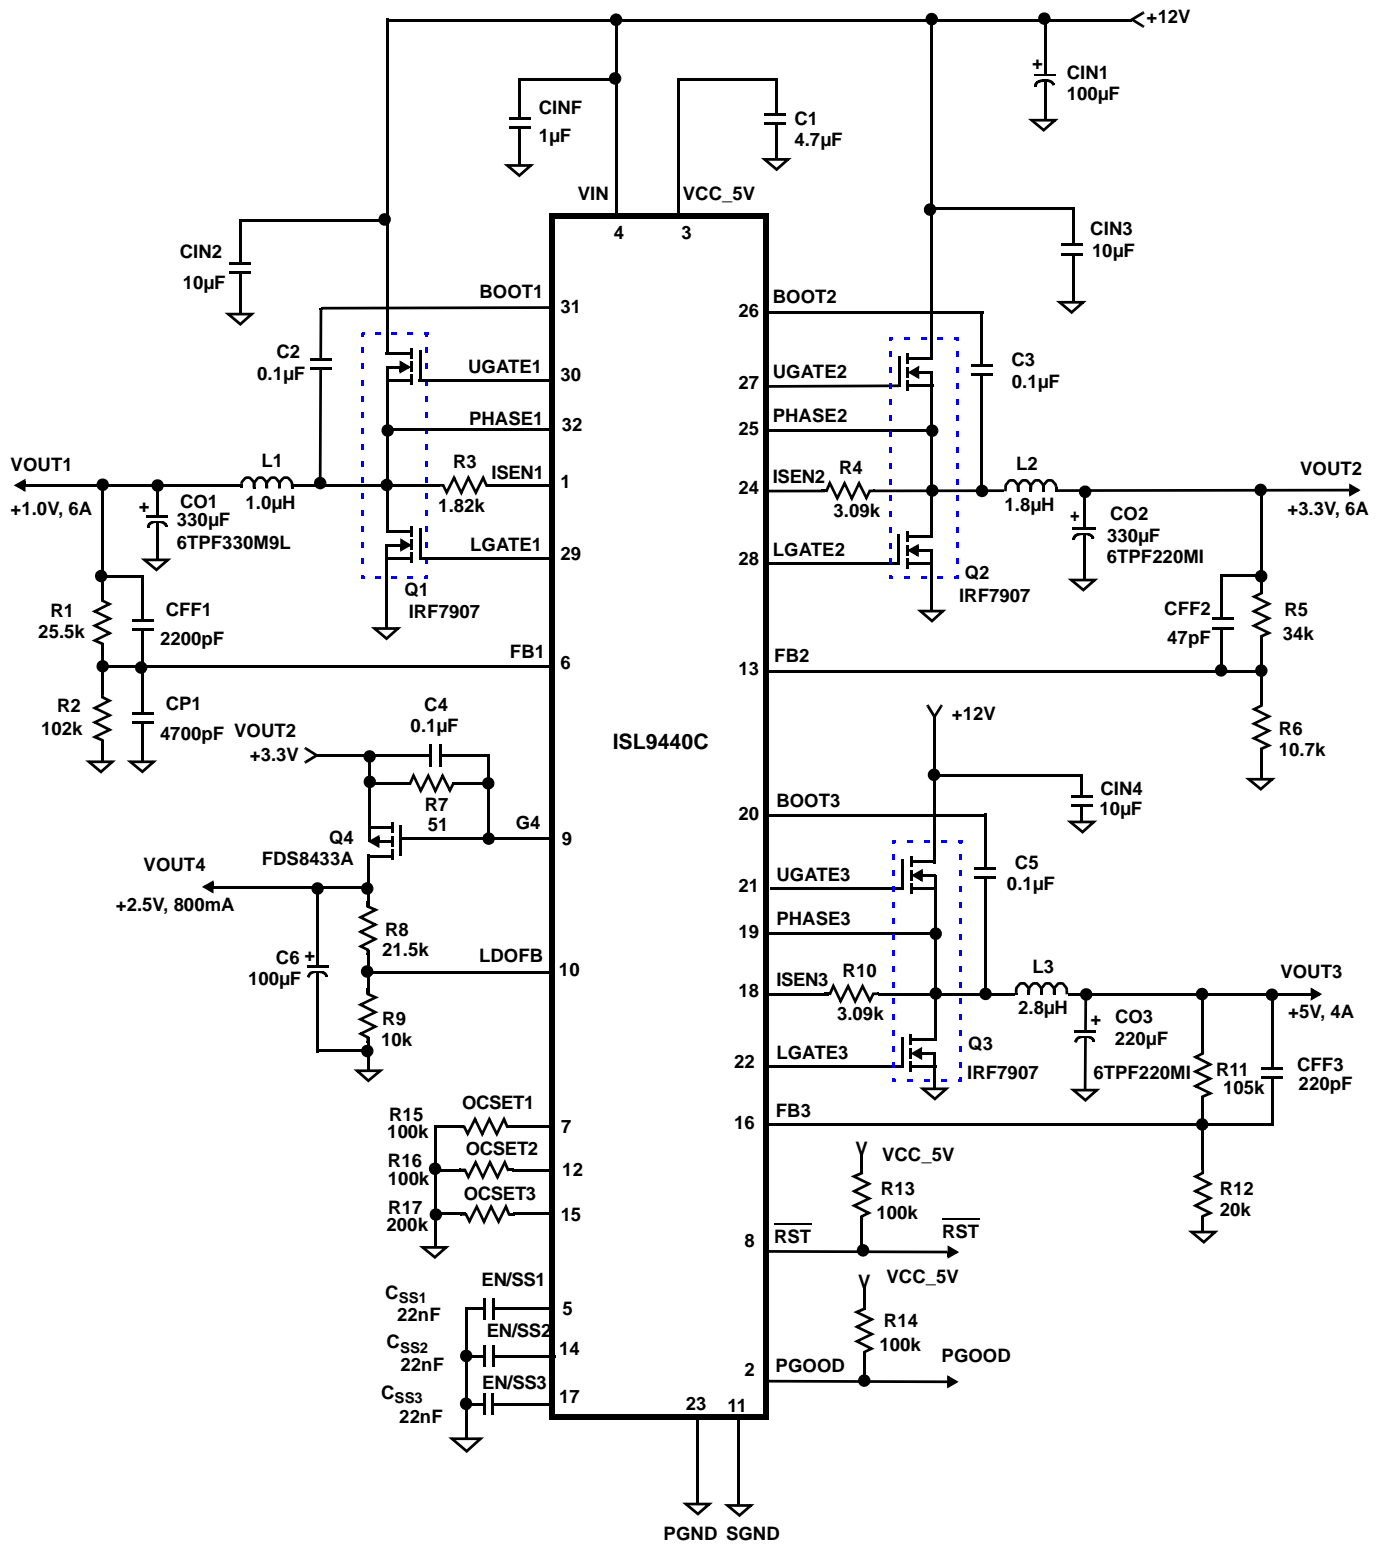 +12V
CIN1
100µF
CINF
1µF
C1
4.7µF
VIN
VCC_5V
4
3
CIN2
10µF
CIN3
10µF
BOOT1
31
26
BOOT2
C2
0.1µF
C3
0.1µF
UGATE1
30
27
UGATE2
PHASE1
32
25
PHASE2
VOUT1
+1.0V, 6A
L1
1.0µH
CO1
330µF
6TPF330M9L
R3
1.82k
ISEN1
1
24
ISEN2
R4
3.09k
L2
1.8µH
VOUT2
+3.3V, 6A
CO2
330µF
6TPF220MI
LGATE1
29
28
LGATE2
Q1
IRF7907
Q2
IRF7907
R1
25.5k
CFF1
2200pF
CFF2
47pF
R5
34k
FB1
6
13
FB2
R2
102k
CP1
4700pF
R6
10.7k
ISL9440C
VOUT2
+3.3V
C4
0.1µF
R7
51
+12V
CIN4
10µF
Q4
FDS8433A
G4
9
20
BOOT3
VOUT4
+2.5V, 800mA
21
UGATE3
C5
0.1µF
R8
21.5k
19
PHASE3
C6
100µF
LDOFB
10
18
ISEN3
R10
3.09k
L3
2.8µH
VOUT3
+5V, 4A
R9
10k
CO3
220µF
6TPF220MI
22
LGATE3
Q3
IRF7907
R11
105k
CFF3
220pF
16
FB3
R15
100k
OCSET1
7
R16
100k
OCSET2
12
R17
200k
OCSET3
15
VCC_5V
R13
100k
R12
20k
8
RST
RST
VCC_5V
R14
100k
CSS1
22nF
EN/SS1
5
CSS2
22nF
EN/SS2
14
CSS3
22nF
EN/SS3
17
2
PGOOD
PGOOD
23
11
PGND
SGND